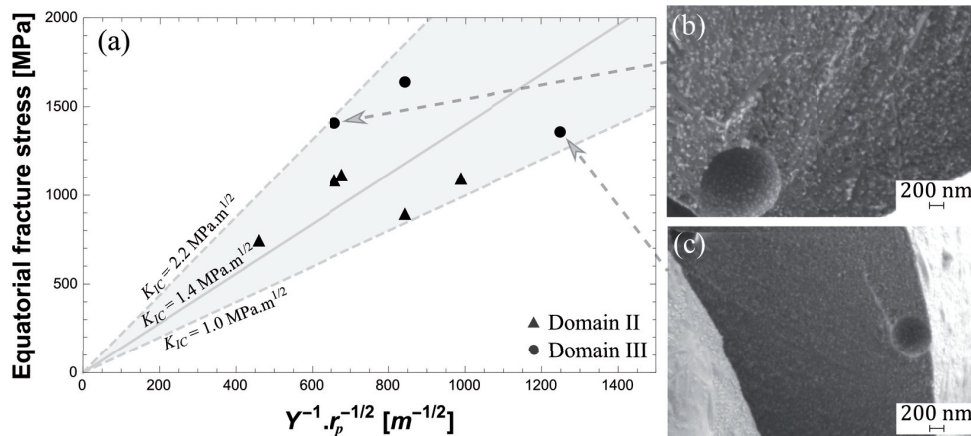 (a)
Equatorial fracture stress [MPa]
2000
1500
1000
500
0
K_IC = 2.2 MPa.m^1/2
K_IC = 1.4 MPa.m^1/2
K_IC = 1.0 MPa.m^1/2
▲ Domain II
● Domain III
0 200 400 600 800 1000 1200 1400
Y^-1.r_p^-1/2 [m^-1/2]
(b)
200 nm
(c)
200 nm